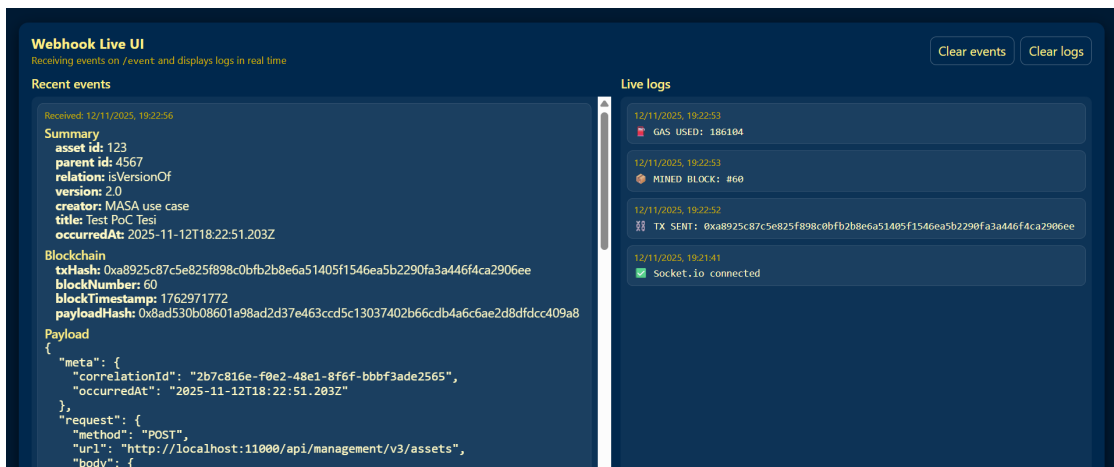 Webhook Live UI
Receiving events on /event and displays logs in real time
Clear events
Clear logs
Recent events
Received: 12/11/2025, 19:22:56
Summary
asset id: 123
parent id: 4567
relation: isVersionOf
version: 2.0
creator: MASA use case
title: Test PoC Tesi
occurredAt: 2025-11-12T18:22:51.203Z
Blockchain
txHash: 0xa8925c87c5e825f898c0bfb2b8e6a51405f1546ea5b2290fa3a446f4ca2906ee
blockNumber: 60
blockTimestamp: 1762971772
payloadHash: 0x8ad530b08601a98ad2d37e463ccd5c13037402b66cdb4a6c6ae2d8dfdcc409a8
Payload
{
"meta": {
"correlationId": "2b7c816e-f0e2-48e1-8f6f-bbbf3ade2565",
"occurredAt": "2025-11-12T18:22:51.203Z"
},
"request": {
"method": "POST",
"url": "http://localhost:11000/api/management/v3/assets",
"body": {
Live logs
12/11/2025, 19:22:53
GAS USED: 186104
12/11/2025, 19:22:53
MINED BLOCK: #60
12/11/2025, 19:22:52
TX SENT: 0xa8925c87c5e825f898c0bfb2b8e6a51405f1546ea5b2290fa3a446f4ca2906ee
12/11/2025, 19:21:41
Socket.io connected